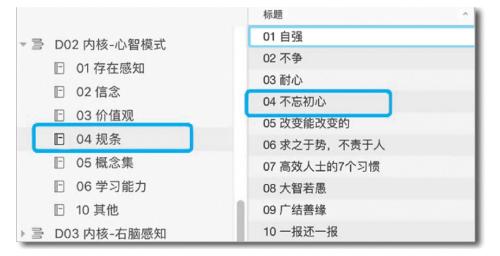 D02 内核-心智模式
01 存在感知
02 信念
03 价值观
04 规条
05 概念集
06 学习能力
10 其他
D03 内核-右脑感知
标题
01 自强
02 不争
03 耐心
04 不忘初心
05 改变能改变的
06 求之于势，不责于人
07 高效人士的7个习惯
08 大智若愚
09 广结善缘
10 一报还一报